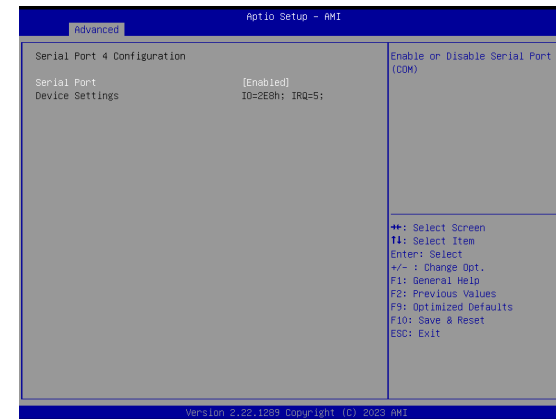 Aptio Setup - AMI
Advanced
Serial Port 4 Configuration
Serial Port [Enabled]
Device Settings IO=2E8h; IRQ=5;
Enable or Disable Serial Port
(COM)
→←: Select Screen
↑↓: Select Item
Enter: Select
+/- : Change Opt.
F1: General Help
F2: Previous Values
F9: Optimized Defaults
F10: Save & Reset
ESC: Exit
Version 2.22.1289 Copyright (C) 2023 AMI